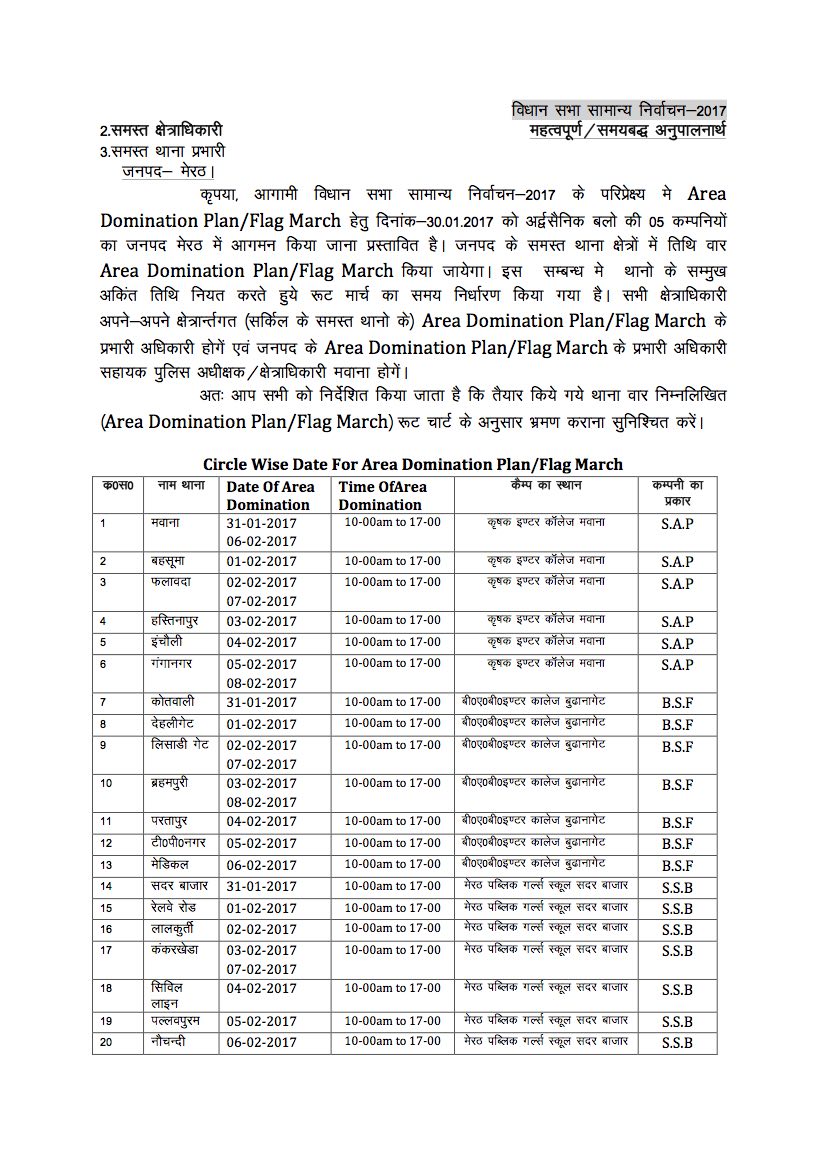 विधान सभा सामान्य निर्वाचन–2017
2.समस्त क्षेत्राधिकारी महत्वपूर्ण/समयबद्ध अनुपालनार्थ
3.समस्त थाना प्रभारी
जनपद– मेरठ।
कृपया, आगामी विधान सभा सामान्य निर्वाचन–2017 के परिप्रेक्ष्य मे Area
Domination Plan/Flag March हेतु दिनांक–30.01.2017 को अर्द्वसैनिक बलो की 05 कम्पनियों
का जनपद मेरठ में आगमन किया जाना प्रस्तावित है। जनपद के समस्त थाना क्षेत्रों में तिथि वार
Area Domination Plan/Flag March किया जायेगा। इस सम्बन्ध मे थानो के सम्मुख
अकिंत तिथि नियत करते हुये रूट मार्च का समय निर्धारण किया गया है। सभी क्षेत्राधिकारी
अपने–अपने क्षेत्रान्र्तगत (सर्किल के समस्त थानो के) Area Domination Plan/Flag March के
प्रभारी अधिकारी होगें एवं जनपद के Area Domination Plan/Flag March के प्रभारी अधिकारी
सहायक पुलिस अधीक्षक/क्षेत्राधिकारी मवाना होगें।
अतः आप सभी को निर्देशित किया जाता है कि तैयार किये गये थाना वार निम्नलिखित
(Area Domination Plan/Flag March) रूट चार्ट के अनुसार भ्रमण कराना सुनिश्चित करें।
Circle Wise Date For Area Domination Plan/Flag March
क0स0 नाम थाना Date Of Area Domination Time OfArea Domination कैम्प का स्थान कम्पनी का प्रकार
1 मवाना 31-01-2017 10-00am to 17-00 कृषक इण्टर कॉलेज मवाना S.A.P
06-02-2017
2 बहसूमा 01-02-2017 10-00am to 17-00 कृषक इण्टर कॉलेज मवाना S.A.P
3 फलावदा 02-02-2017 10-00am to 17-00 कृषक इण्टर कॉलेज मवाना S.A.P
07-02-2017
4 हस्तिनापुर 03-02-2017 10-00am to 17-00 कृषक इण्टर कॉलेज मवाना S.A.P
5 इंचौली 04-02-2017 10-00am to 17-00 कृषक इण्टर कॉलेज मवाना S.A.P
6 गंगानगर 05-02-2017 10-00am to 17-00 कृषक इण्टर कॉलेज मवाना S.A.P
08-02-2017
7 कोतवाली 31-01-2017 10-00am to 17-00 बी0ए0बी0इण्टर कालेज बुढानागेट B.S.F
8 देहलीगेट 01-02-2017 10-00am to 17-00 बी0ए0बी0इण्टर कालेज बुढानागेट B.S.F
9 लिसाडी गेट 02-02-2017 10-00am to 17-00 बी0ए0बी0इण्टर कालेज बुढानागेट B.S.F
07-02-2017
10 ब्रहमपुरी 03-02-2017 10-00am to 17-00 बी0ए0बी0इण्टर कालेज बुढानागेट B.S.F
08-02-2017
11 परतापुर 04-02-2017 10-00am to 17-00 बी0ए0बी0इण्टर कालेज बुढानागेट B.S.F
12 टी0पी0नगर 05-02-2017 10-00am to 17-00 बी0ए0बी0इण्टर कालेज बुढानागेट B.S.F
13 मेडिकल 06-02-2017 10-00am to 17-00 बी0ए0बी0इण्टर कालेज बुढानागेट B.S.F
14 सदर बाजार 31-01-2017 10-00am to 17-00 मेरठ पब्लिक गर्ल्स स्कूल सदर बाजार S.S.B
15 रेलवे रोड 01-02-2017 10-00am to 17-00 मेरठ पब्लिक गर्ल्स स्कूल सदर बाजार S.S.B
16 लालकुर्ती 02-02-2017 10-00am to 17-00 मेरठ पब्लिक गर्ल्स स्कूल सदर बाजार S.S.B
17 कंकरखेडा 03-02-2017 10-00am to 17-00 मेरठ पब्लिक गर्ल्स स्कूल सदर बाजार S.S.B
07-02-2017
18 सिविल लाइन 04-02-2017 10-00am to 17-00 मेरठ पब्लिक गर्ल्स स्कूल सदर बाजार S.S.B
19 पल्लवपुरम 05-02-2017 10-00am to 17-00 मेरठ पब्लिक गर्ल्स स्कूल सदर बाजार S.S.B
20 नौचन्दी 06-02-2017 10-00am to 17-00 मेरठ पब्लिक गर्ल्स स्कूल सदर बाजार S.S.B